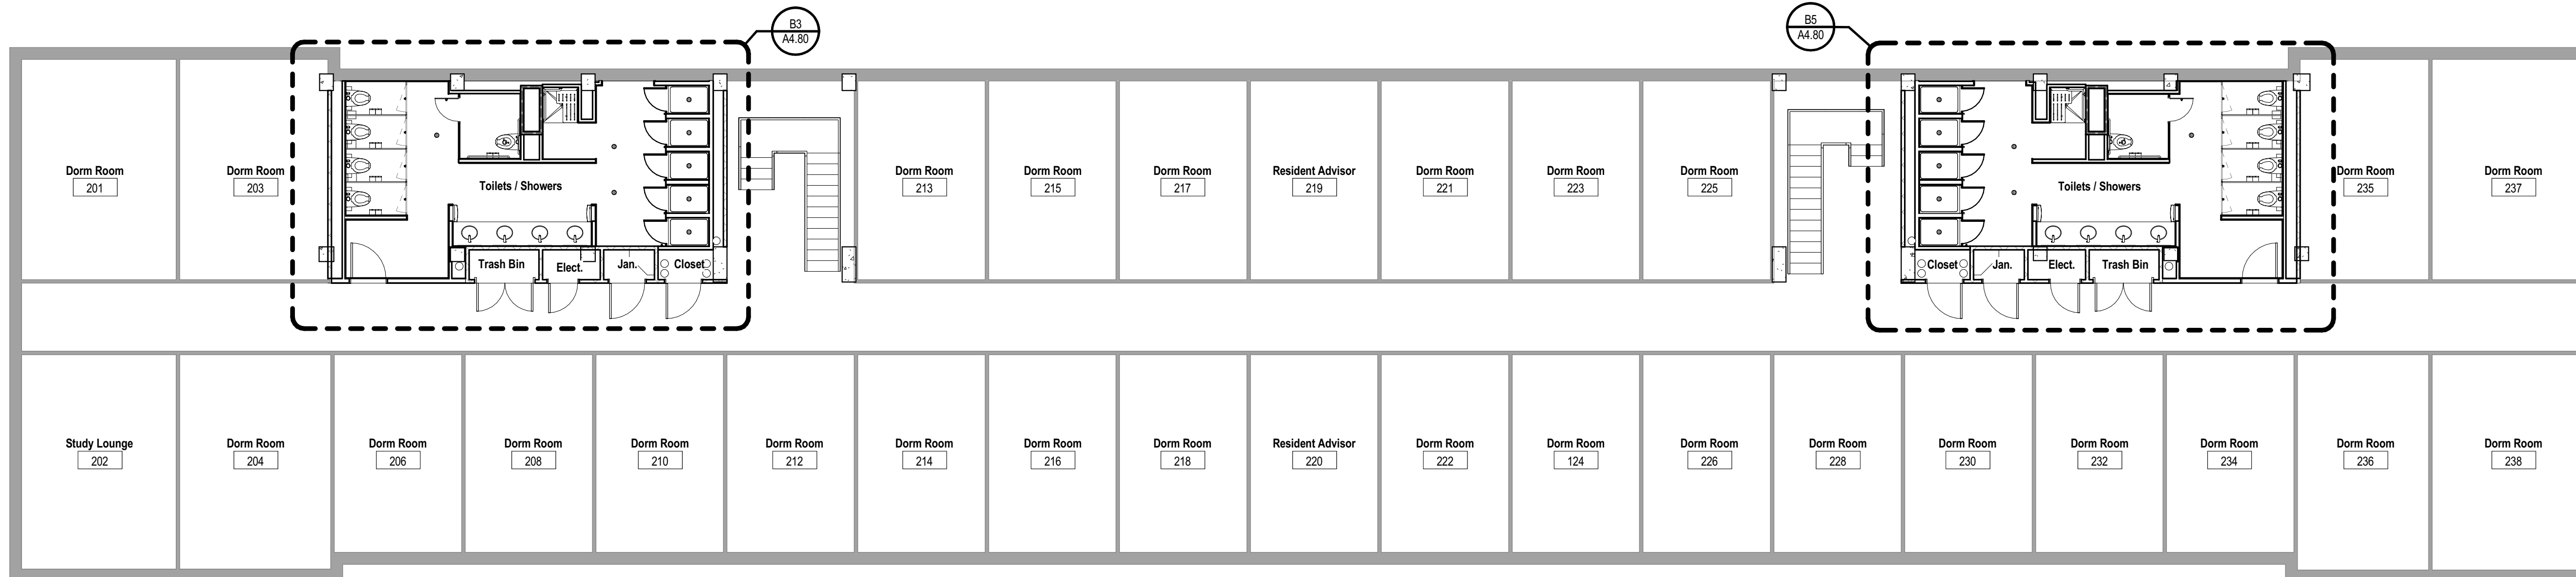 B3
A4.80
B5
A4.80
Dorm Room
201
Dorm Room
203
Toilets / Showers
Trash Bin
Elect.
Jan.
Closet
Dorm Room
213
Dorm Room
215
Dorm Room
217
Resident Advisor
219
Dorm Room
221
Dorm Room
223
Dorm Room
225
Toilets / Showers
Closet
Jan.
Elect.
Trash Bin
Dorm Room
235
Dorm Room
237
Study Lounge
202
Dorm Room
204
Dorm Room
206
Dorm Room
208
Dorm Room
210
Dorm Room
212
Dorm Room
214
Dorm Room
216
Dorm Room
218
Resident Advisor
220
Dorm Room
222
Dorm Room
124
Dorm Room
226
Dorm Room
228
Dorm Room
230
Dorm Room
232
Dorm Room
234
Dorm Room
236
Dorm Room
238